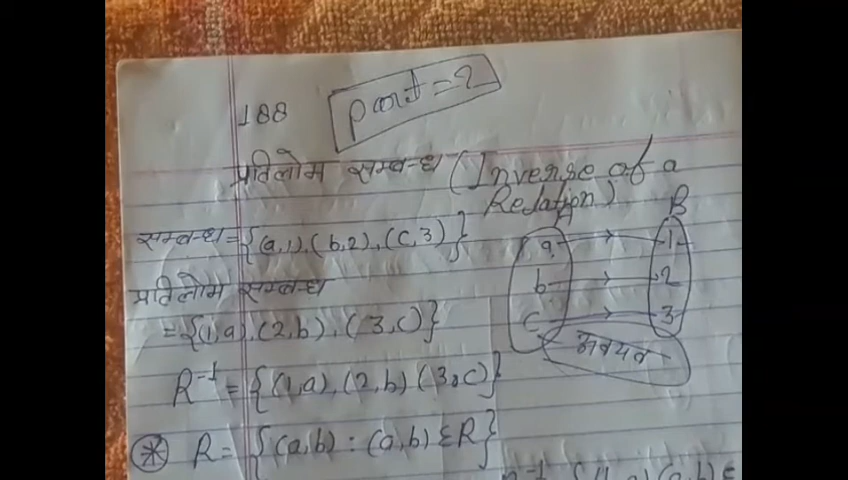 188
part = 2
प्रतिलोम सम्बन्ध (Inverse of a
Relation)
सम्बन्ध = {(a,1),(b,2),(c,3)}
A B
a 1
b 2
c 3
अवयव
प्रतिलोम सम्बन्ध
= {(1,a),(2,b),(3,c)}
R⁻¹ = {(1,a),(2,b)(3,c)}
* R = {(a,b) : (a,b) ∈ R}